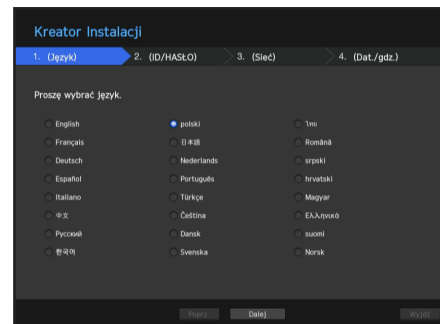 Kreator Instalacji
1. (Język) 2. (ID/HASŁO) 3. (Sieć) 4. (Dat./gdz.)
Proszę wybrać język.
English polski ไทย
Français 日本語 Română
Deutsch Nederlands srpski
Español Português hrvatski
Italiano Türkçe Magyar
中文 Čeština Ελληνικά
Русский Dansk suomi
한국어 Svenska Norsk
Poprz. Dalej Wyjdź